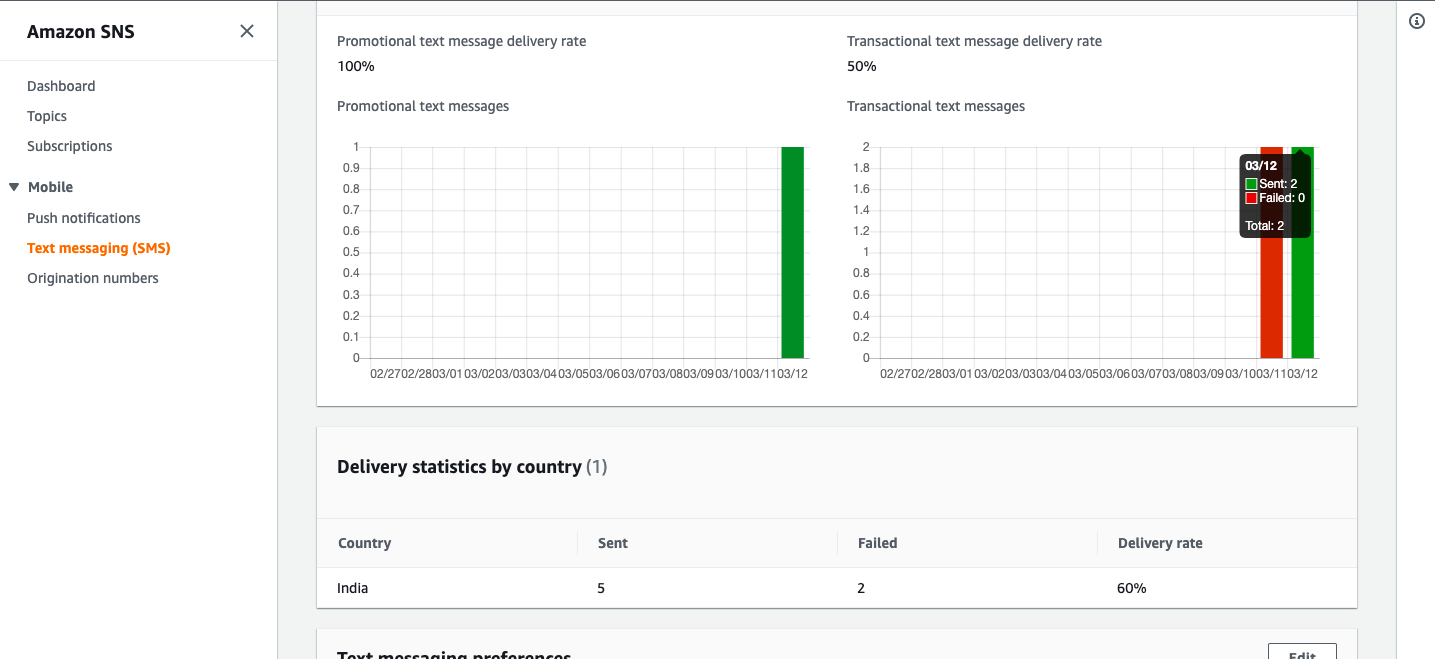 Amazon SNS
Dashboard
Topics
Subscriptions
Mobile
Push notifications
Text messaging (SMS)
Origination numbers
Promotional text message delivery rate
100%
Transactional text message delivery rate
50%
Promotional text messages
1
0.9
0.8
0.7
0.6
0.5
0.4
0.3
0.2
0.1
0
02/27 02/28 03/01 03/02 03/03 03/04 03/05 03/06 03/07 03/08 03/09 03/10 03/11 03/12
Transactional text messages
2
1.8
1.6
1.4
1.2
1
0.8
0.6
0.4
0.2
0
03/12
Sent: 2
Failed: 0
Total: 2
02/27 02/28 03/01 03/02 03/03 03/04 03/05 03/06 03/07 03/08 03/09 03/10 03/11 03/12
Delivery statistics by country (1)
Country Sent Failed Delivery rate
India 5 2 60%
Text messaging preferences
Edit